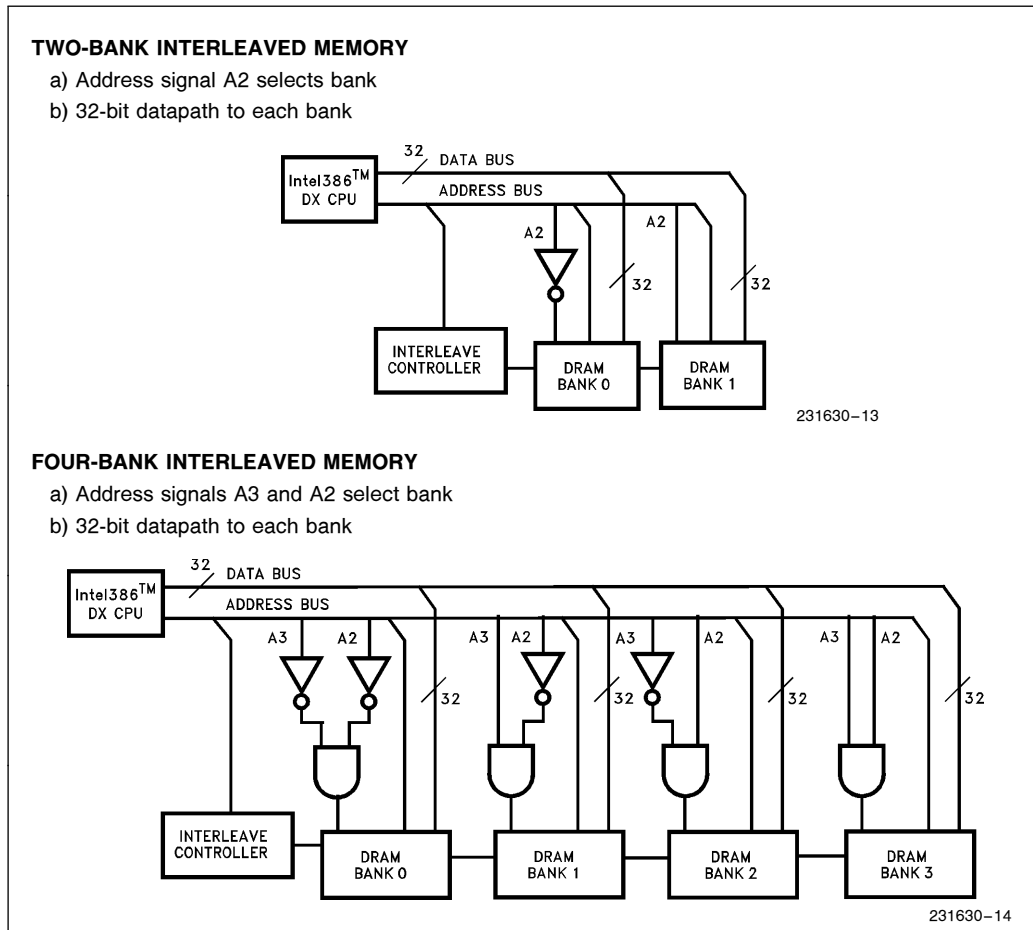 TWO-BANK INTERLEAVED MEMORY
a) Address signal A2 selects bank
b) 32-bit datapath to each bank
32
DATA BUS
Intel386™
DX CPU
ADDRESS BUS
A2
A2
32
32
INTERLEAVE
CONTROLLER
DRAM
BANK 0
DRAM
BANK 1
231630-13
FOUR-BANK INTERLEAVED MEMORY
a) Address signals A3 and A2 select bank
b) 32-bit datapath to each bank
32
DATA BUS
Intel386™
DX CPU
ADDRESS BUS
A3
A2
A3
A2
A3
A2
A3
A2
32
32
32
32
INTERLEAVE
CONTROLLER
DRAM
BANK 0
DRAM
BANK 1
DRAM
BANK 2
DRAM
BANK 3
231630-14